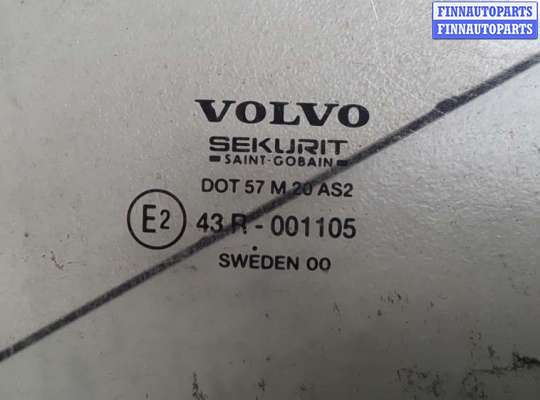 FINNAUTOPARTS
FINNAUTOPARTS
VOLVO
SEKURIT
SAINT-GOBAIN
DOT 57 M 20 AS2
E2 43 R - 001105
SWEDEN 00